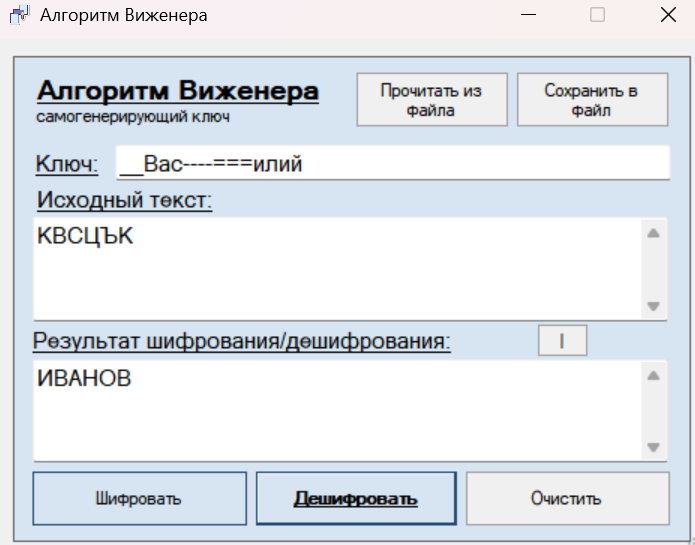 Алгоритм Виженера
Алгоритм Виженера
самогенерирующий ключ
Прочитать из
файла
Сохранить в
файл
Ключ:
__Вас----===илий
Исходный текст:
КВСЦЪК
Результат шифрования/дешифрования:
I
ИВАНОВ
Шифровать
Дешифровать
Очистить